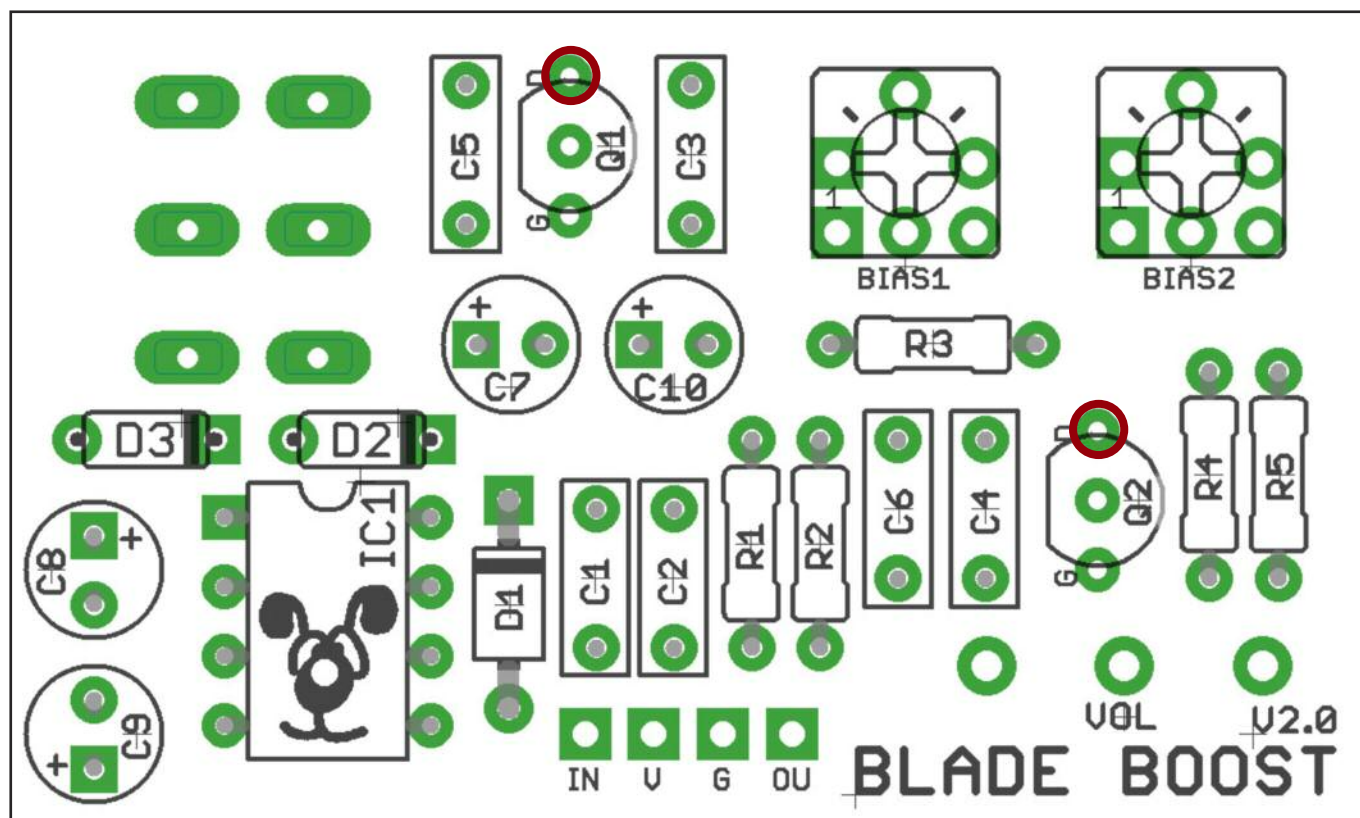 D
C5
Q1
C3
G
1
1
BIAS1
BIAS2
+
+
C7
C10
R3
D3
D2
D
C8
+
IC1
D1
C1
C2
R1
R2
C6
C4
Q2
R4
R5
G
C9
+
VOL
V2.0
IN
V
G
OU
BLADE BOOST